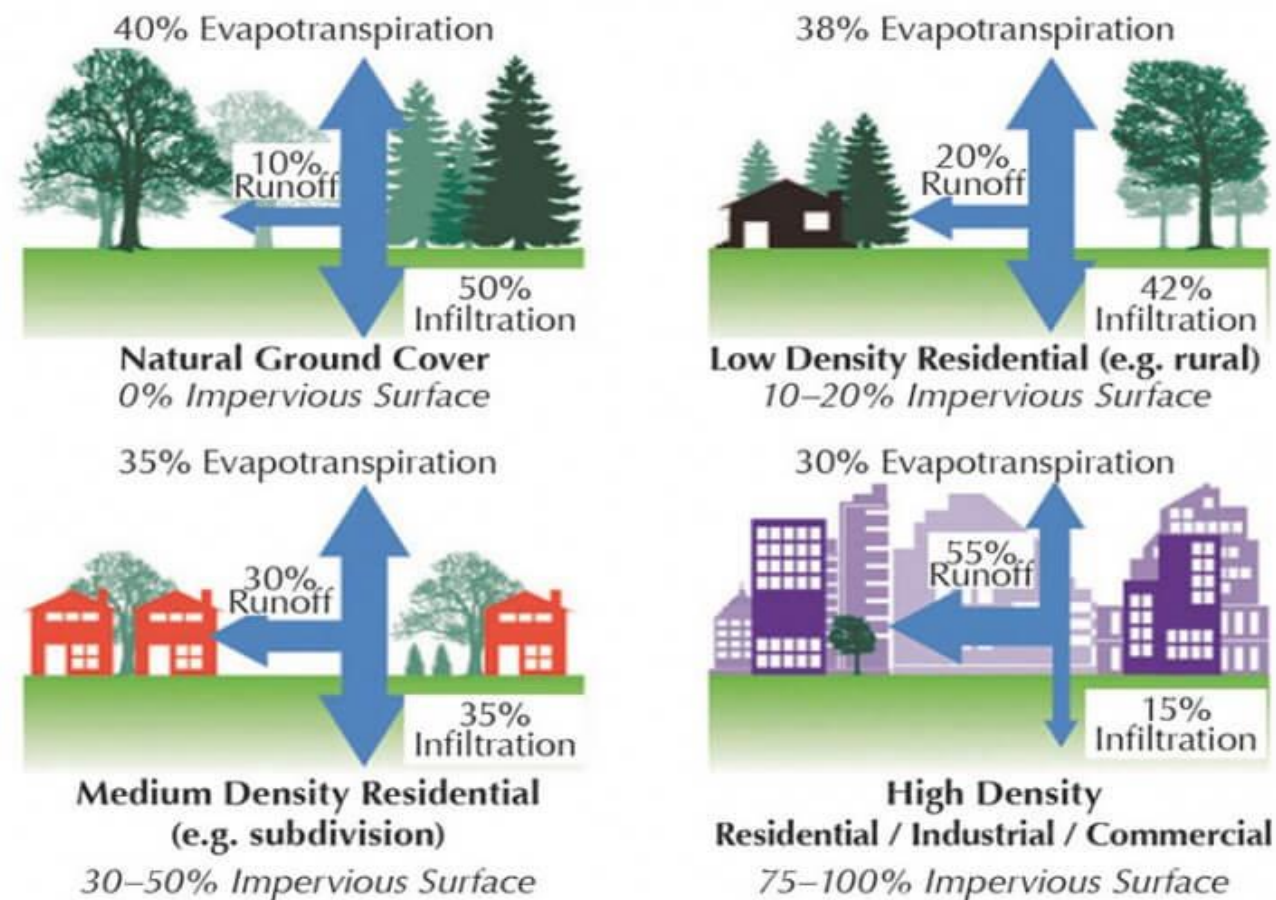 40% Evapotranspiration
10%
Runoff
50%
Infiltration
Natural Ground Cover
0% Impervious Surface
38% Evapotranspiration
20%
Runoff
42%
Infiltration
Low Density Residential (e.g. rural)
10–20% Impervious Surface
35% Evapotranspiration
30%
Runoff
35%
Infiltration
Medium Density Residential
(e.g. subdivision)
30–50% Impervious Surface
30% Evapotranspiration
55%
Runoff
15%
Infiltration
High Density
Residential / Industrial / Commercial
75–100% Impervious Surface